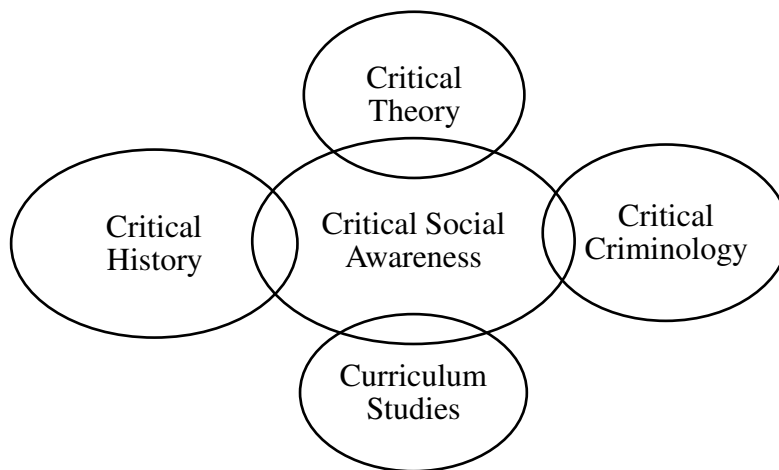 Critical
Theory
Critical
History
Critical Social
Awareness
Critical
Criminology
Curriculum
Studies